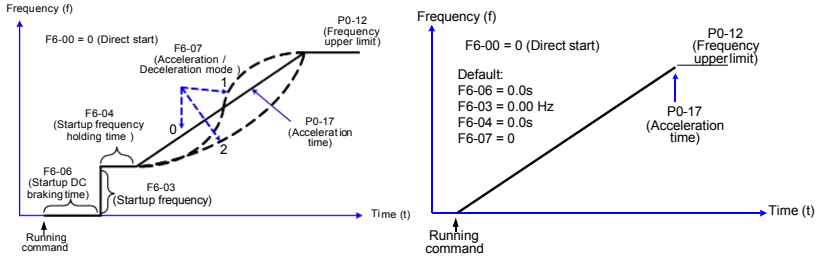 Frequency (f)
F6-00 = 0 (Direct start)
F6-07
(Acceleration /
Deceleration mode )
P0-12
(Frequency
upper limit)
1
F6-04
(Startup frequency
holding time )
0
2
P0-17
(Acceleration
time)
F6-06
(Startup DC
braking time)
F6-03
(Startup frequency)
Time (t)
Running
command
Frequency (f)
F6-00 = 0 (Direct start)
P0-12
(Frequency
upper limit)
Default:
F6-06 = 0.0s
F6-03 = 0.00 Hz
F6-04 = 0.0s
F6-07 = 0
P0-17
(Acceleration
time)
Time (t)
Running
command